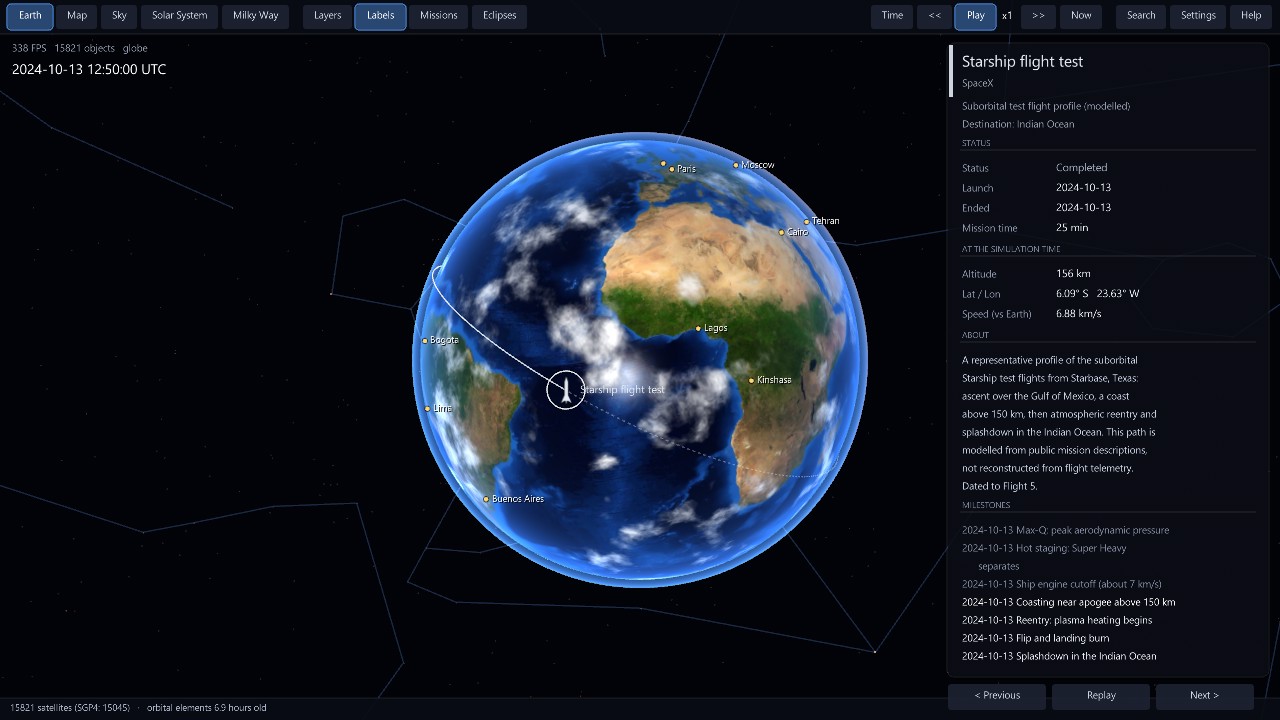 Earth Map Sky Solar System Milky Way Layers Labels Missions Eclipses Time << Play x1 >> Now Search Settings Help
338 FPS 15821 objects globe
2024-10-13 12:50:00 UTC
Paris
Moscow
Tehran
Cairo
Lagos
Bogota
Kinshasa
Starship flight test
Lima
Buenos Aires
Starship flight test
SpaceX
Suborbital test flight profile (modelled)
Destination: Indian Ocean
STATUS
Status Completed
Launch 2024-10-13
Ended 2024-10-13
Mission time 25 min
AT THE SIMULATION TIME
Altitude 156 km
Lat / Lon 6.09° S 23.63° W
Speed (vs Earth) 6.88 km/s
ABOUT
A representative profile of the suborbital
Starship test flights from Starbase, Texas:
ascent over the Gulf of Mexico, a coast
above 150 km, then atmospheric reentry and
splashdown in the Indian Ocean. This path is
modelled from public mission descriptions,
not reconstructed from flight telemetry.
Dated to Flight 5.
MILESTONES
2024-10-13 Max-Q: peak aerodynamic pressure
2024-10-13 Hot staging: Super Heavy
separates
2024-10-13 Ship engine cutoff (about 7 km/s)
2024-10-13 Coasting near apogee above 150 km
2024-10-13 Reentry: plasma heating begins
2024-10-13 Flip and landing burn
2024-10-13 Splashdown in the Indian Ocean
< Previous Replay Next >
15821 satellites (SGP4: 15045) · orbital elements 6.9 hours old